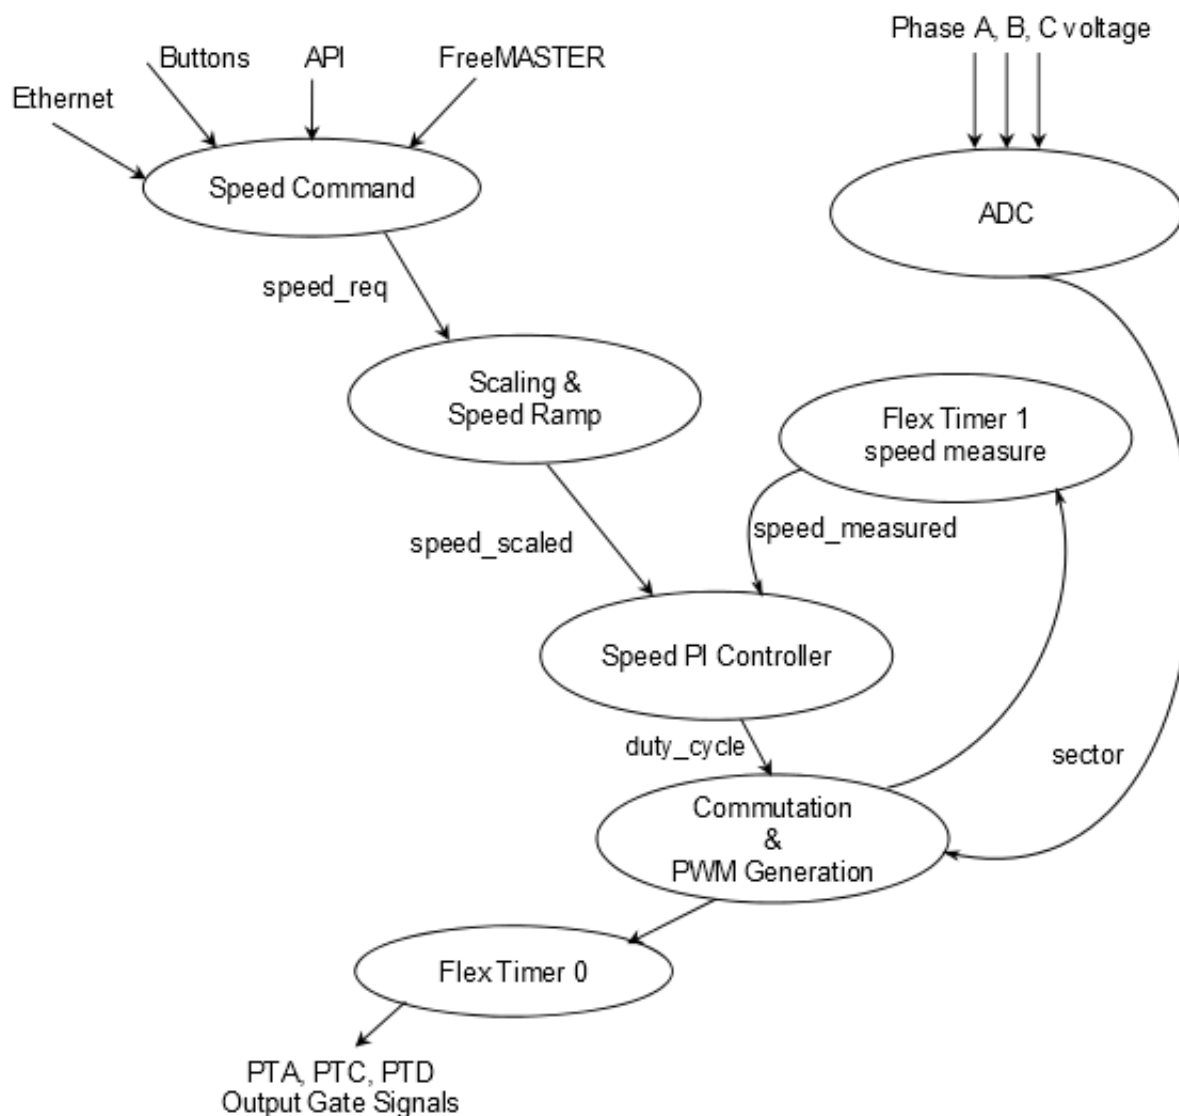 Phase A, B, C voltage
Buttons
API
FreeMASTER
Ethernet
Speed Command
ADC
speed_req
Scaling &
Speed Ramp
Flex Timer 1
speed measure
speed_scaled
speed_measured
Speed PI Controller
duty_cycle
sector
Commutation
&
PWM Generation
Flex Timer 0
PTA, PTC, PTD
Output Gate Signals